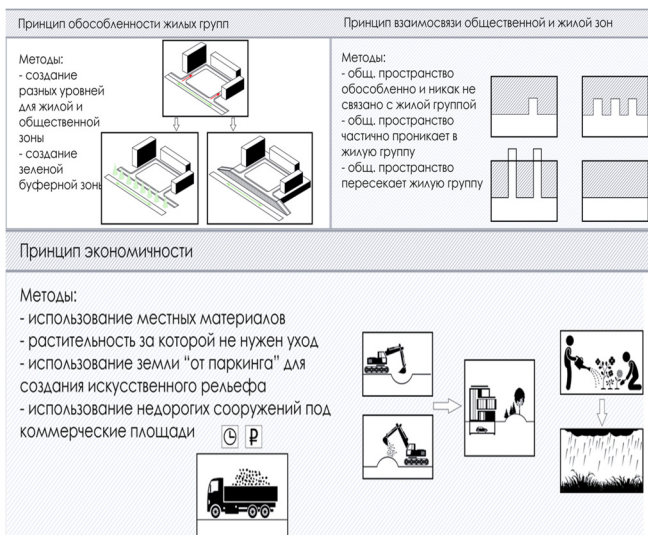 Принцип обособленности жилых групп
Методы:
- создание
разных уровней
для жилой и
общественной
зоны
- создание
зеленой
буферной зоны
Принцип взаимосвязи общественной и жилой зон
Методы:
- общ. пространство
обособленно и никак не
связано с жилой группой
- общ. пространство
частично проникает в
жилую группу
- общ. пространство
пересекает жилую группу
Принцип экономичности
Методы:
- использование местных материалов
- растительность за которой не нужен уход
- использование земли “от паркинга” для
создания искусственного рельефа
- использование недорогих сооружений под
коммерческие площади
₽